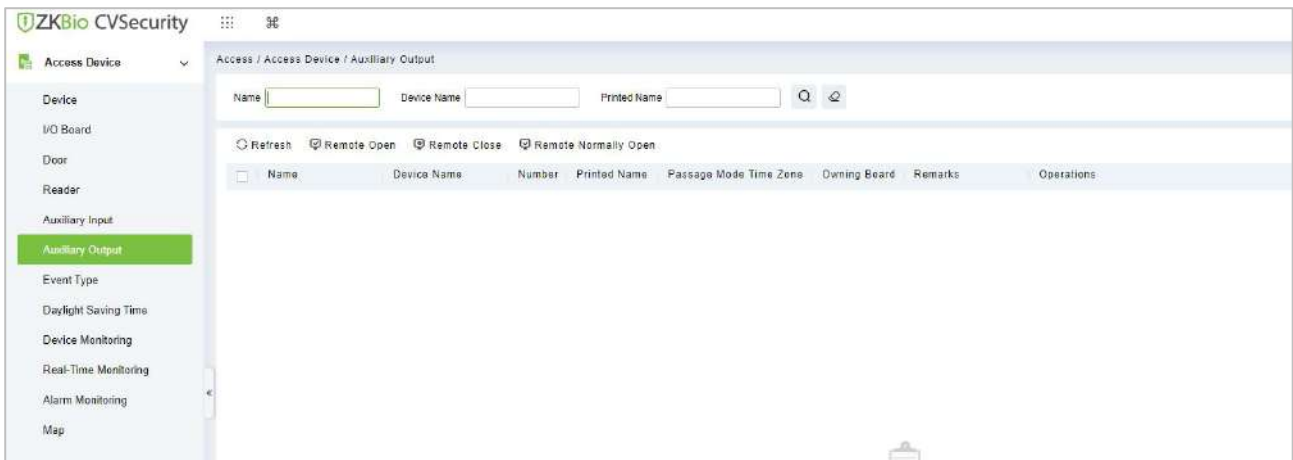 ZKBio CVSecurity
Access Device
Device
I/O Board
Door
Reader
Auxiliary Input
Auxiliary Output
Event Type
Daylight Saving Time
Device Monitoring
Real-Time Monitoring
Alarm Monitoring
Map
Access / Access Device / Auxiliary Output
Name Device Name Printed Name
Refresh Remote Open Remote Close Remote Normally Open
Name Device Name Number Printed Name Passage Mode Time Zone Owning Board Remarks Operations